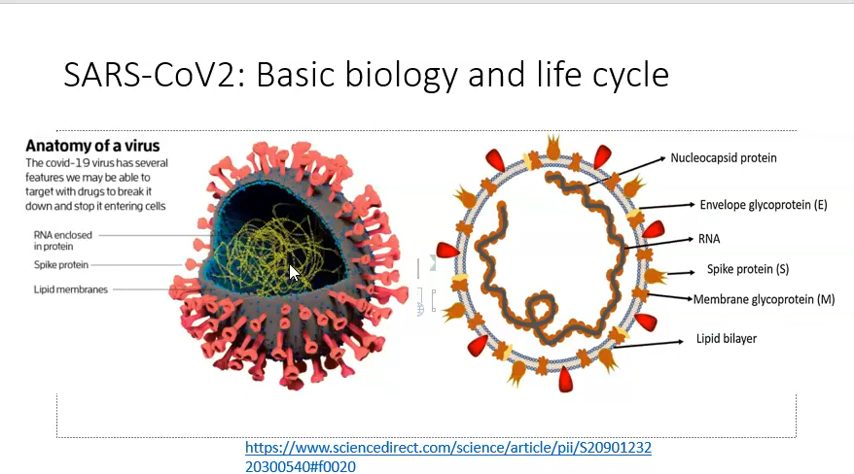 SARS-CoV2: Basic biology and life cycle
Anatomy of a virus
The covid-19 virus has several
features we may be able to
target with drugs to break it
down and stop it entering cells
RNA enclosed
in protein
Spike protein
Lipid membranes
Nucleocapsid protein
Envelope glycoprotein (E)
RNA
Spike protein (S)
Membrane glycoprotein (M)
Lipid bilayer
https://www.sciencedirect.com/science/article/pii/S20901232
20300540#f0020